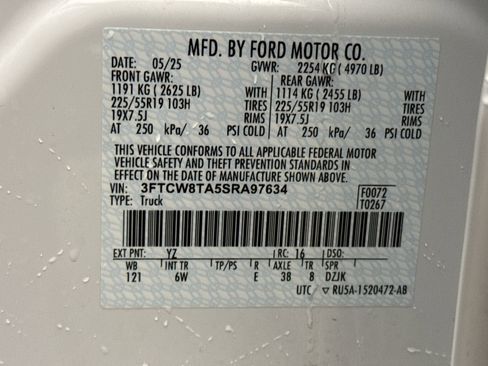 MFD. BY FORD MOTOR CO.
DATE: 05/25 GVWR: 2254 KG ( 4970 LB)
FRONT GAWR: REAR GAWR:
1191 KG ( 2625 LB) WITH 1114 KG ( 2455 LB) WITH
225/55R19 103H TIRES 225/55R19 103H TIRES
19X7.5J RIMS 19X7.5J RIMS
AT 250 kPa/ 36 PSI COLD AT 250 kPa/ 36 PSI COLD
THIS VEHICLE CONFORMS TO ALL APPLICABLE FEDERAL MOTOR
VEHICLE SAFETY AND THEFT PREVENTION STANDARDS IN
EFFECT ON THE DATE OF MANUFACTURE SHOWN ABOVE.
VIN: 3FTCW8TA5SRA97634 F0072
TYPE: Truck T0267
EXT PNT: YZ RC: 16 DSO:
WB INT TR TP/PS R AXLE TR SPR
121 6W E 3B 8 DZJK
UTC ▽ RU5A-1520472-AB